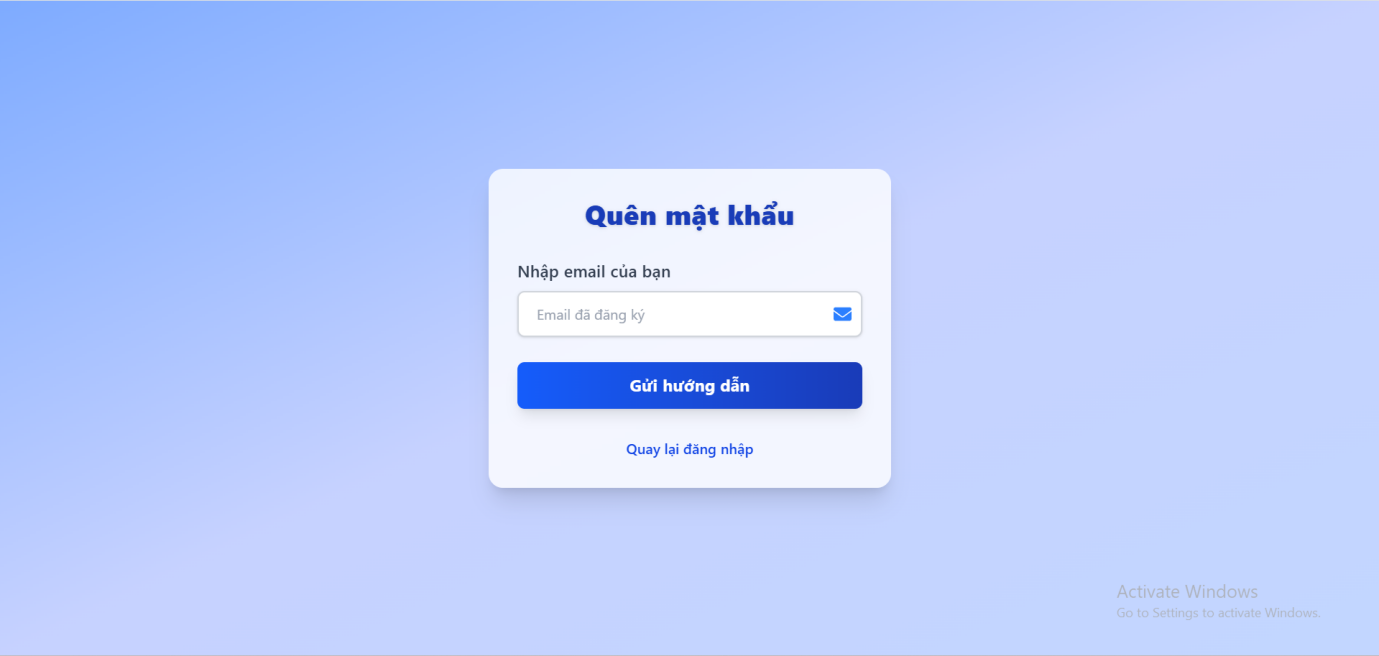 Quên mật khẩu
Nhập email của bạn
Email đã đăng ký
Gửi hướng dẫn
Quay lại đăng nhập
Activate Windows
Go to Settings to activate Windows.